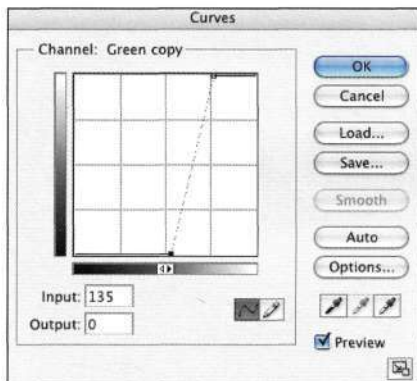 Curves
Channel: Green copy
OK
Cancel
Load...
Save...
Smooth
Auto
Options...
Input: 135
Output: 0
Preview